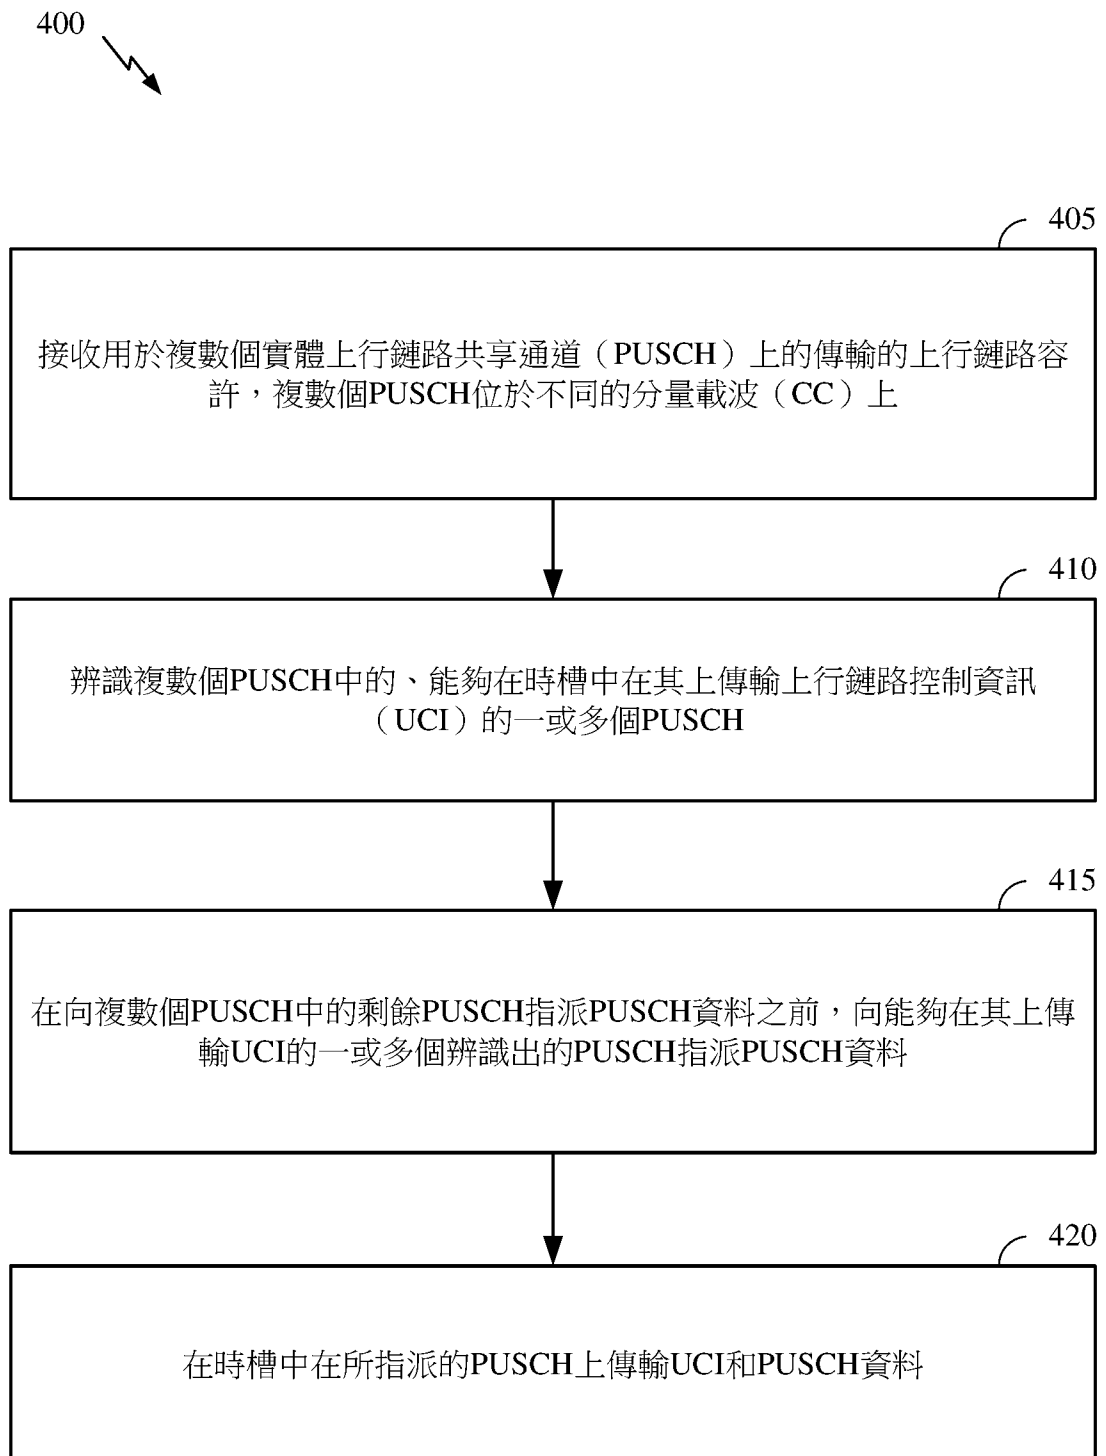 400
405
接收用於複數個實體上行鏈路共享通道（PUSCH）上的傳輸的上行鏈路容
許，複數個PUSCH位於不同的分量載波（CC）上
410
辨識複數個PUSCH中的、能夠在時槽中在其上傳輸上行鏈路控制資訊
（UCI）的一或多個PUSCH
415
在向複數個PUSCH中的剩餘PUSCH指派PUSCH資料之前，向能夠在其上傳
輸UCI的一或多個辨識出的PUSCH指派PUSCH資料
420
在時槽中在所指派的PUSCH上傳輸UCI和PUSCH資料